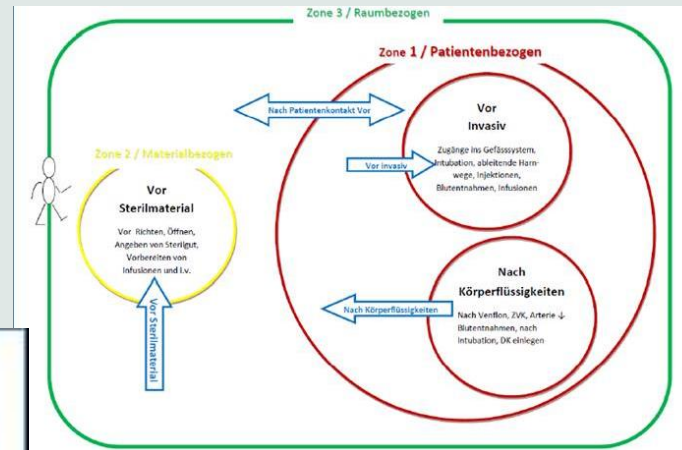 Zone 3 / Raumbezogen
Zone 1 / Patientenbezogen
Nach Patientenkontakt Vor
Vor
Invasiv
Zugänge ins Gefässsystem,
Intubation, ableitende Harn-
wege, Injektionen,
Blutentnahmen, Infusionen
Vor Invasiv
Zone 2 / Materialbezogen
Vor
Sterilmaterial
Vor Richten, Öffnen,
Angeben von Sterilgut,
Vorbereiten von
Infusionen und i.v.
Vor Sterilmaterial
Nach Körperflüssigkeiten
Nach
Körperflüssigkeiten
Nach Venflon, ZVK, Arterie ↓
Blutentnahmen, nach
Intubation, DK einlegen